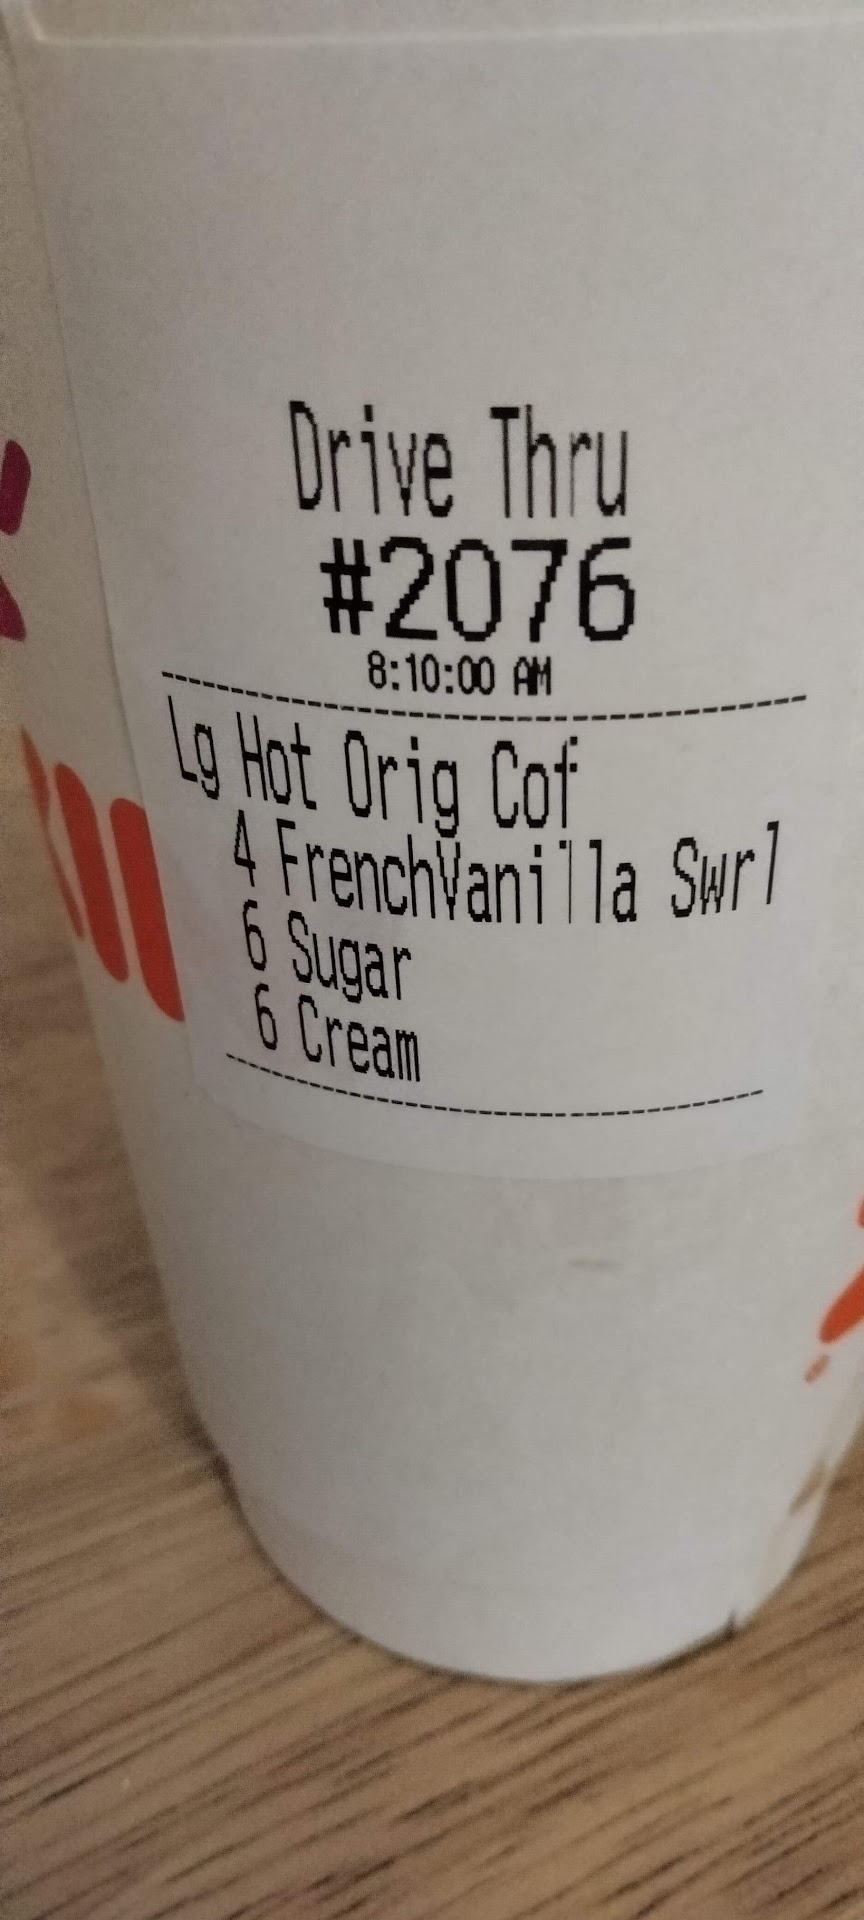 Drive Thru
#2076
8:10:00 AM
Lg Hot Orig Cof
4 FrenchVanilla Swrl
6 Sugar
6 Cream